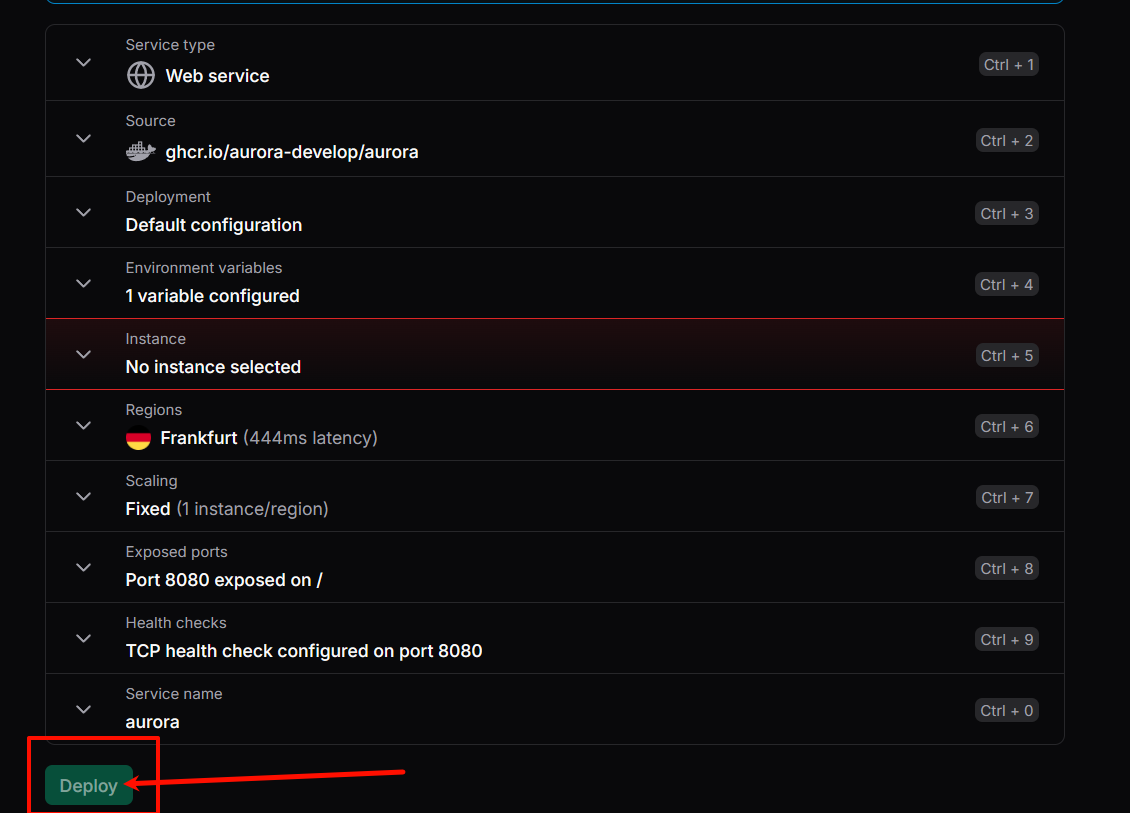 Service type
Web service
Ctrl + 1
Source
ghcr.io/aurora-develop/aurora
Ctrl + 2
Deployment
Default configuration
Ctrl + 3
Environment variables
1 variable configured
Ctrl + 4
Instance
No instance selected
Ctrl + 5
Regions
Frankfurt (444ms latency)
Ctrl + 6
Scaling
Fixed (1 instance/region)
Ctrl + 7
Exposed ports
Port 8080 exposed on /
Ctrl + 8
Health checks
TCP health check configured on port 8080
Ctrl + 9
Service name
aurora
Ctrl + 0
Deploy